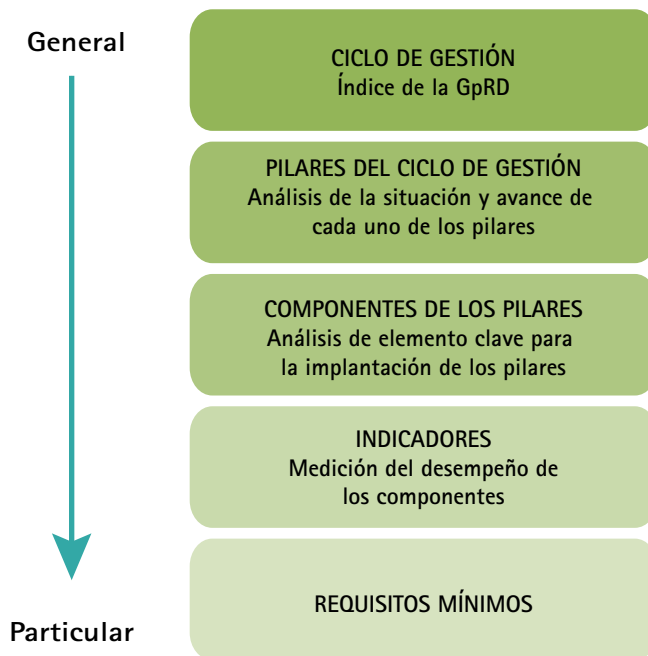 General
CICLO DE GESTIÓN
Índice de la GpRD
PILARES DEL CICLO DE GESTIÓN
Análisis de la situación y avance de
cada uno de los pilares
COMPONENTES DE LOS PILARES
Análisis de elemento clave para
la implantación de los pilares
INDICADORES
Medición del desempeño de
los componentes
REQUISITOS MÍNIMOS
Particular